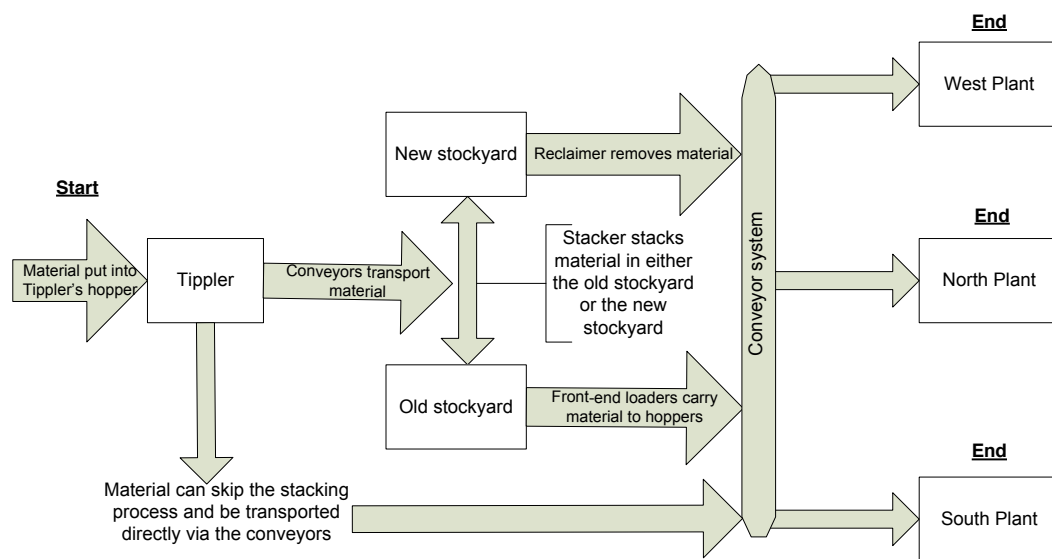 Start
Material put into
Tippler's hopper
Tippler
Conveyors transport
material
New stockyard
Reclaimer removes material
Stacker stacks
material in either
the old stockyard
or the new
stockyard
Old stockyard
Front-end loaders carry
material to hoppers
Material can skip the stacking
process and be transported
directly via the conveyors
Conveyor system
End
West Plant
End
North Plant
End
South Plant